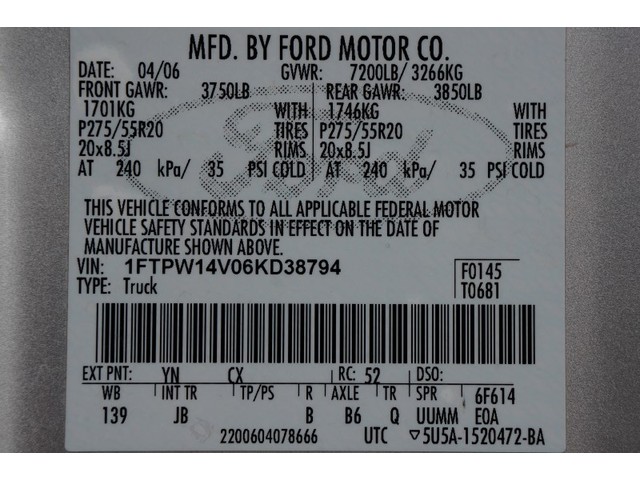 MFD. BY FORD MOTOR CO.
DATE: 04/06 GVWR: 7200LB/ 3266KG
FRONT GAWR: 3750LB REAR GAWR: 3850LB
1701KG WITH 1746KG WITH
P275/55R20 TIRES P275/55R20 TIRES
20x8.5J RIMS 20x8.5J RIMS
AT 240 kPa/ 35 PSI COLD AT 240 kPa/ 35 PSI COLD
Ford
THIS VEHICLE CONFORMS TO ALL APPLICABLE FEDERAL MOTOR
VEHICLE SAFETY STANDARDS IN EFFECT ON THE DATE OF
MANUFACTURE SHOWN ABOVE.
VIN: 1FTPW14V06KD38794 F0145
TYPE: Truck T0681
EXT PNT: YN CX RC: 52 DSO:
WB INT TR TP/PS R AXLE TR SPR 6F614
139 JB B B6 Q UUMM E0A
2200604078666 UTC ▽5U5A-1520472-BA